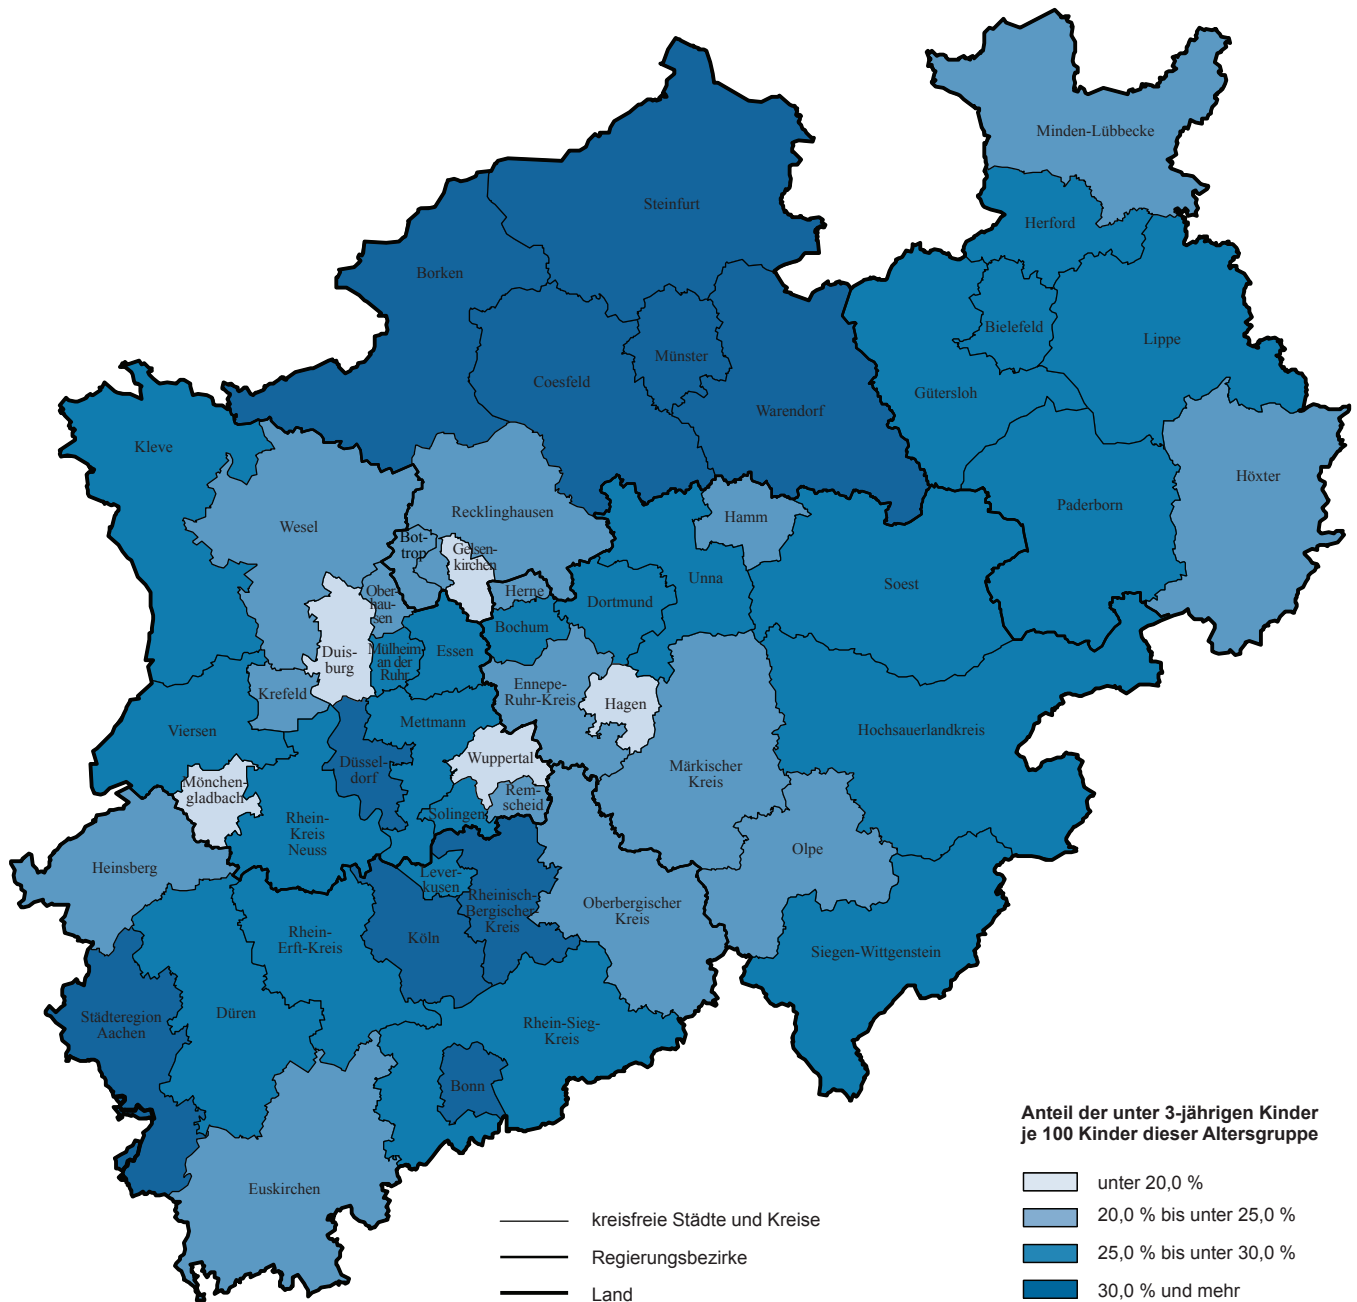 Minden-Lübbecke
Steinfurt
Herford
Borken
Bielefeld
Lippe
Münster
Coesfeld
Gütersloh
Warendorf
Kleve
Höxter
Paderborn
Recklinghausen
Hamm
Wesel
Bot-
trop
Gelsen-
kirchen
Unna
Soest
Herne
Ober-
hau-
sen
Dortmund
Bochum
Duis-
burg
Mülheim
an der
Ruhr
Essen
Krefeld
Ennepe-
Ruhr-Kreis
Hagen
Viersen
Mettmann
Hochsauerlandkreis
Düssel-
dorf
Wuppertal
Märkischer
Kreis
Mönchen-
gladbach
Rem-
scheid
Solingen
Rhein-
Kreis
Neuss
Olpe
Heinsberg
Lever-
kusen
Rheinisch-
Bergischer
Kreis
Oberbergischer
Kreis
Rhein-
Erft-Kreis
Köln
Siegen-Wittgenstein
Städteregion
Aachen
Düren
Rhein-Sieg-
Kreis
Bonn
Euskirchen
Anteil der unter 3-jährigen Kinder
je 100 Kinder dieser Altersgruppe
unter 20,0 %
20,0 % bis unter 25,0 %
25,0 % bis unter 30,0 %
30,0 % und mehr
kreisfreie Städte und Kreise
Regierungsbezirke
Land